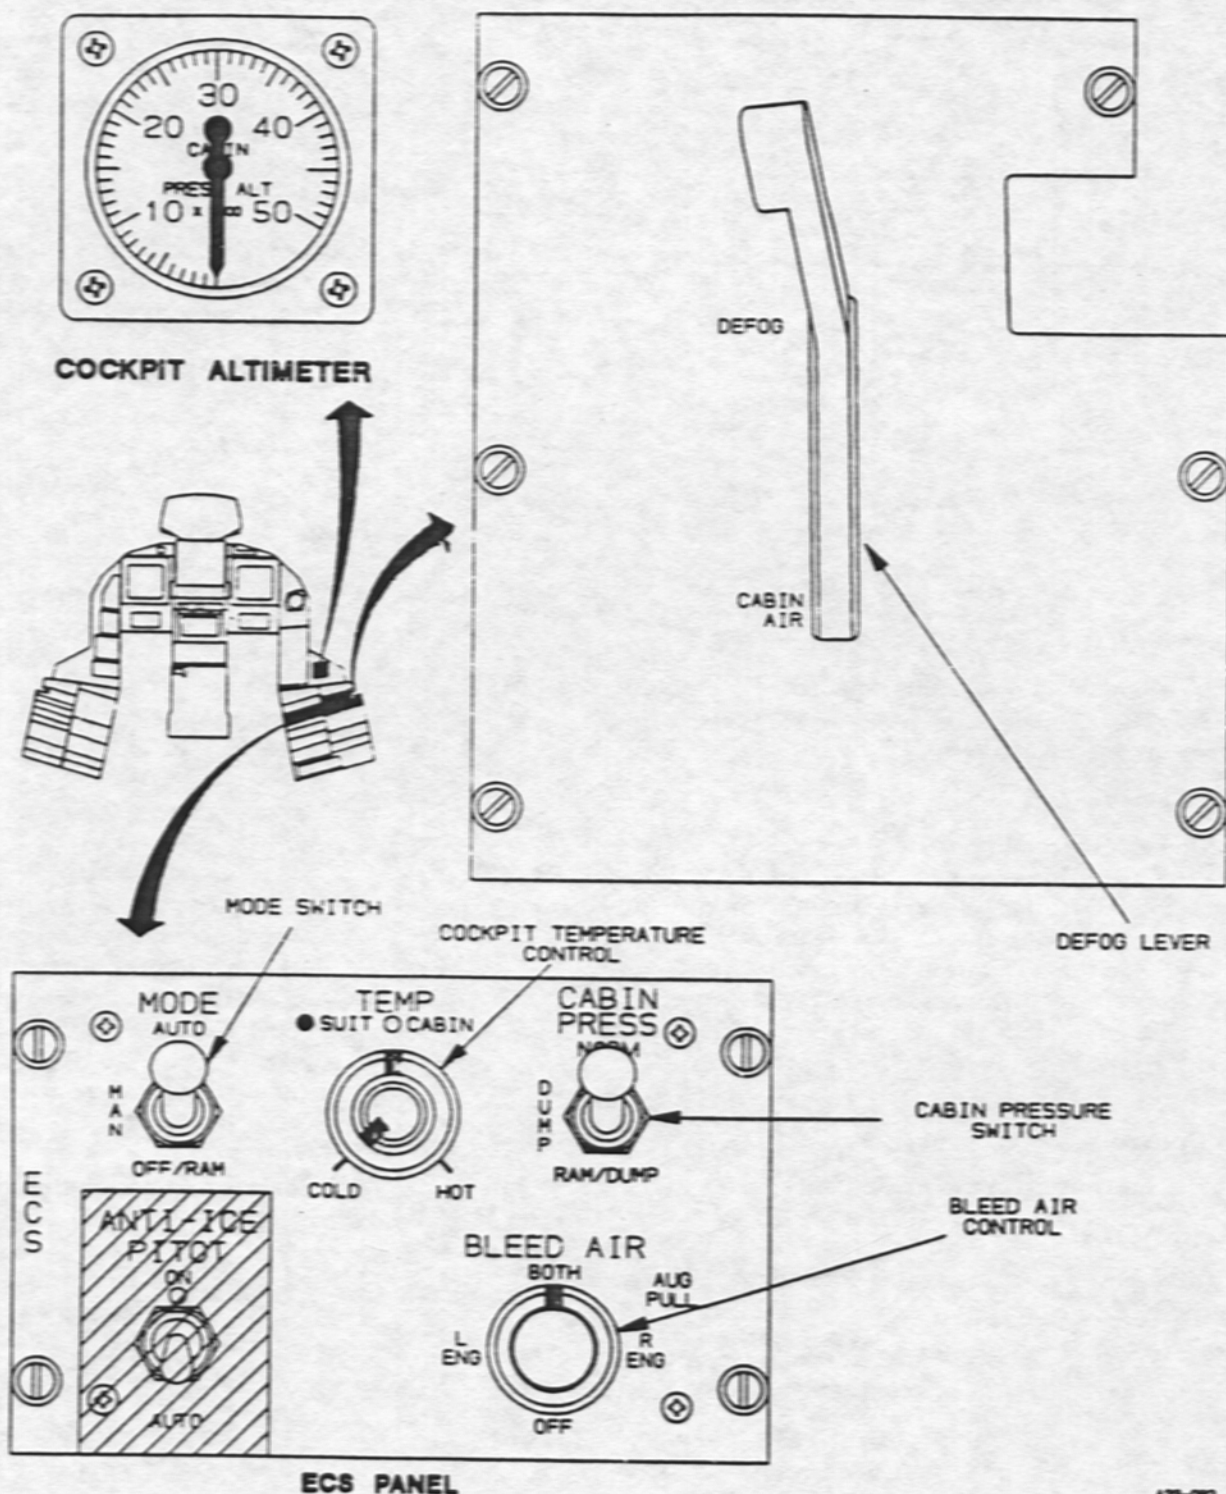 30
20
40
CABIN
PRESS ALT
10
50
COCKPIT ALTIMETER
DEFOG
CABIN
AIR
DEFOG LEVER
MODE SWITCH
COCKPIT TEMPERATURE
CONTROL
MODE
AUTO
MAN
OFF/RAM
TEMP
SUIT CABIN
COLD
HOT
CABIN
PRESS
NORM
DUMP
RAM/DUMP
CABIN PRESSURE
SWITCH
BLEED AIR
CONTROL
ECS
ANTI-ICE
PITOT
ON
AUTO
BLEED AIR
BOTH
AUG
PULL
L
ENG
R
ENG
OFF
ECS PANEL